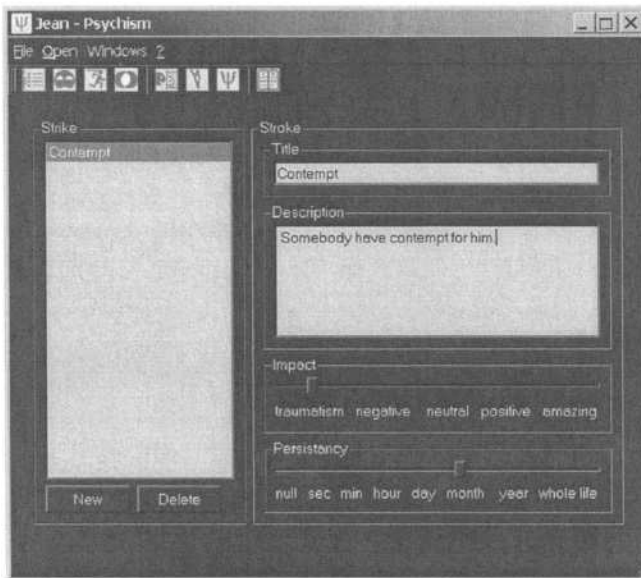 Jean - Psychism
File Open Windows ?
Strike
Contempt
New Delete
Stroke
Title
Contempt
Description
Somebody have contempt for him.
Impact
traumatism negative neutral positive amazing
Persistancy
null sec min hour day month year whole life